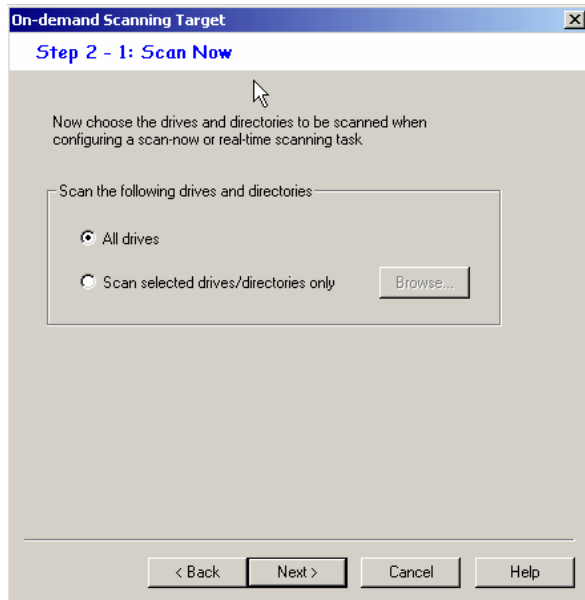 On-demand Scanning Target
Step 2 - 1: Scan Now
Now choose the drives and directories to be scanned when
configuring a scan-now or real-time scanning task
Scan the following drives and directories
All drives
Scan selected drives/directories only
Browse...
< Back
Next >
Cancel
Help